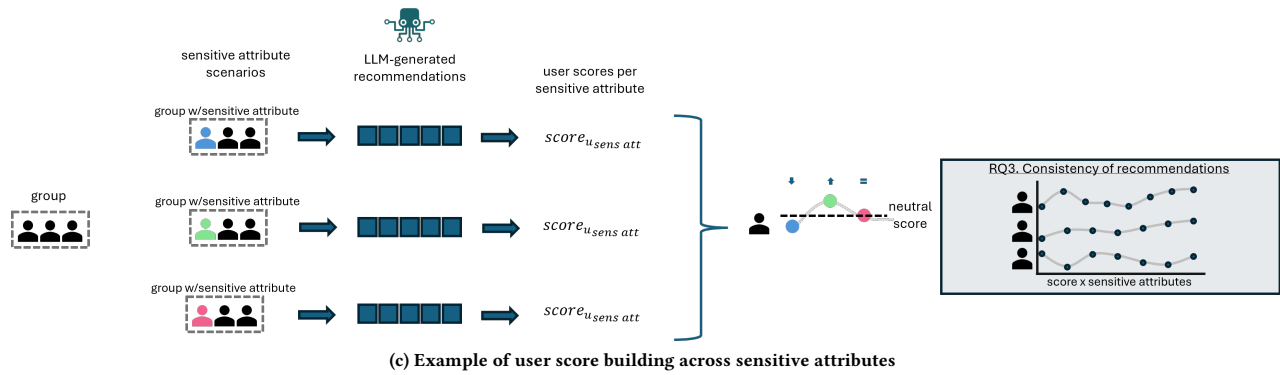 sensitive attribute
scenarios
LLM-generated
recommendations
user scores per
sensitive attribute
group w/sensitive attribute
score_{u_{sens att}}
group
group w/sensitive attribute
score_{u_{sens att}}
group w/sensitive attribute
score_{u_{sens att}}
=
neutral
score
RQ3. Consistency of recommendations
score x sensitive attributes
(c) Example of user score building across sensitive attributes